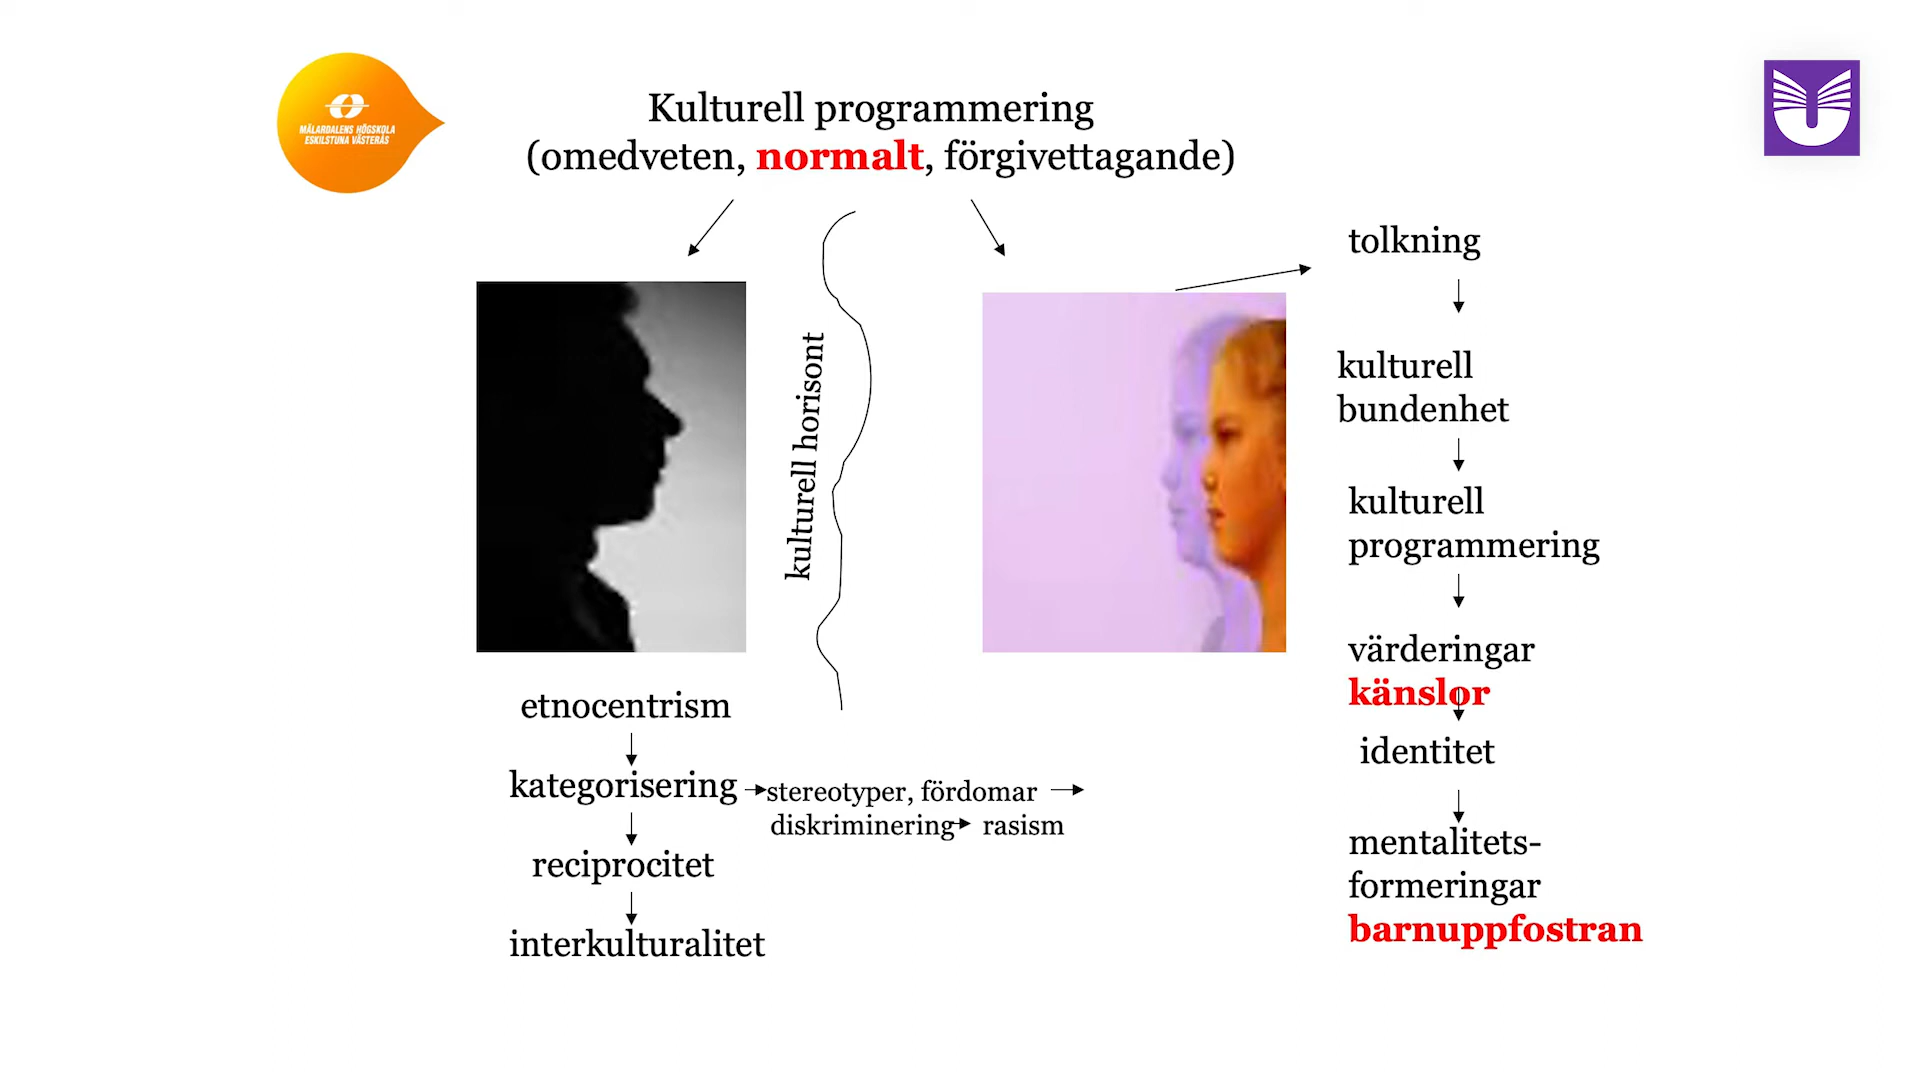 MÄLARDALENS HÖGSKOLA
ESKILSTUNA VÄSTERÅS
Kulturell programmering
(omedveten, normalt, förgivettagande)
kulturell horisont
etnocentrism
kategorisering
stereotyper, fördomar
diskriminering rasism
reciprocitet
interkulturalitet
tolkning
kulturell
bundenhet
kulturell
programmering
värderingar
känslor
identitet
mentalitets-
formeringar
barnuppfostran